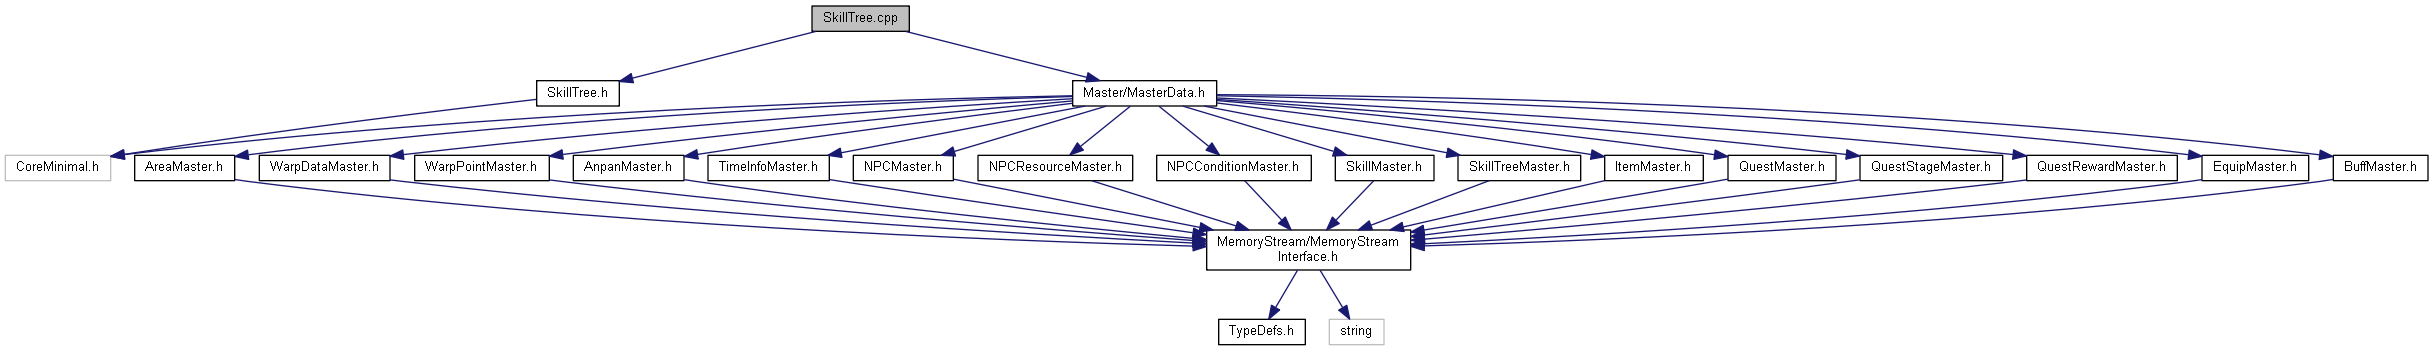 SkillTree.cpp
SkillTree.h
Master/MasterData.h
CoreMinimal.h
AreaMaster.h
WarpDataMaster.h
WarpPointMaster.h
AnpanMaster.h
TimeInfoMaster.h
NPCMaster.h
NPCResourceMaster.h
NPCConditionMaster.h
SkillMaster.h
SkillTreeMaster.h
ItemMaster.h
QuestMaster.h
QuestStageMaster.h
QuestRewardMaster.h
EquipMaster.h
BuffMaster.h
MemoryStream/MemoryStream
Interface.h
TypeDefs.h
string